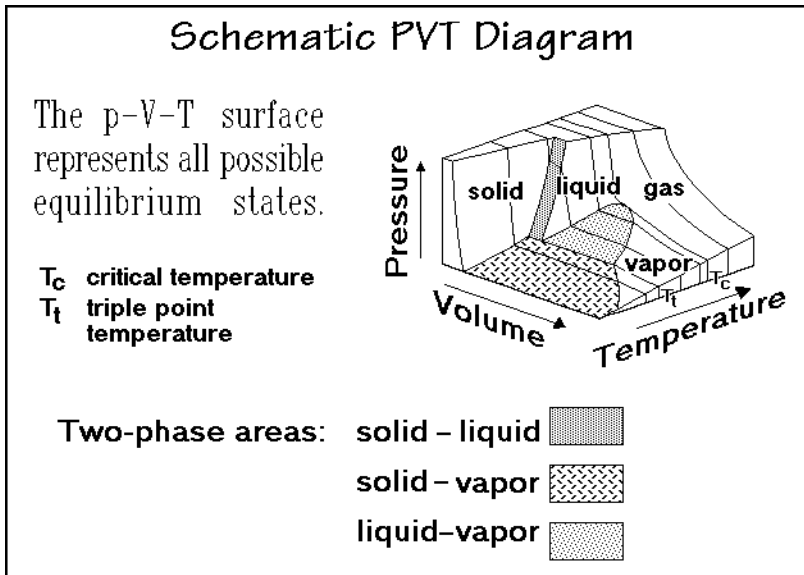 Schematic PVT Diagram
The p-V-T surface
represents all possible
equilibrium states.
Tc critical temperature
Tt triple point
temperature
Pressure
solid
liquid
gas
vapor
Tt
Tc
Volume
Temperature
Two-phase areas: solid - liquid
solid - vapor
liquid-vapor